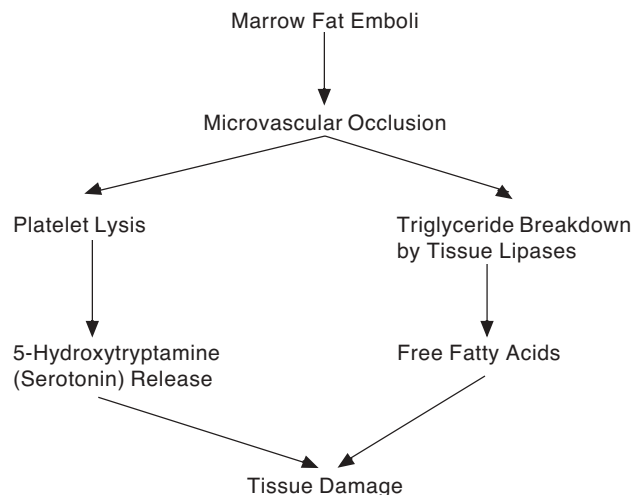 Marrow Fat Emboli
Microvascular Occlusion
Platelet Lysis
Triglyceride Breakdown
by Tissue Lipases
5-Hydroxytryptamine
(Serotonin) Release
Free Fatty Acids
Tissue Damage